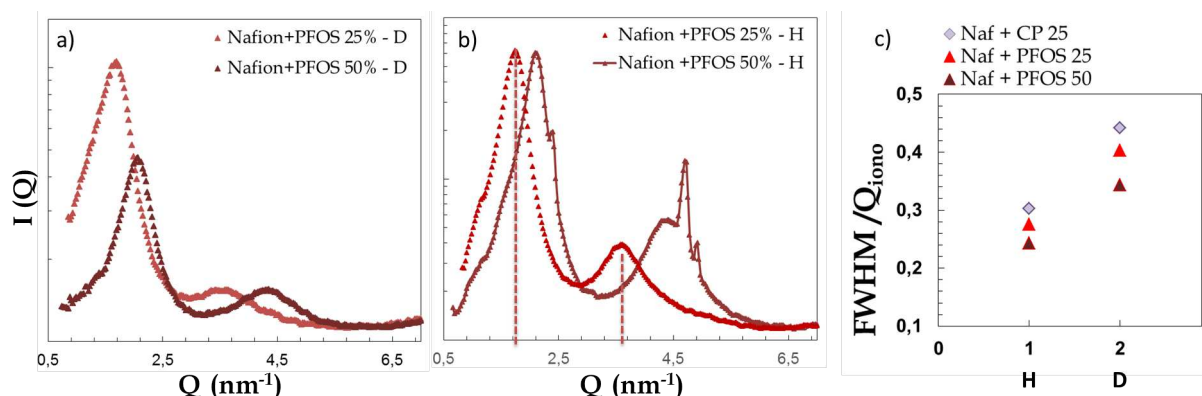 a)
Nafion+PFOS 25% - D
Nafion+PFOS 50% - D
I (Q)
0,5 2,5 4,5 6,5
Q (nm-1)
b)
Nafion +PFOS 25% - H
Nafion +PFOS 50% - H
0,5 2,5 4,5 6,5
Q (nm-1)
c)
Naf + CP 25
Naf + PFOS 25
Naf + PFOS 50
FWHM /Qiono
0,5
0,4
0,3
0,2
0,1
0 1 2
H D